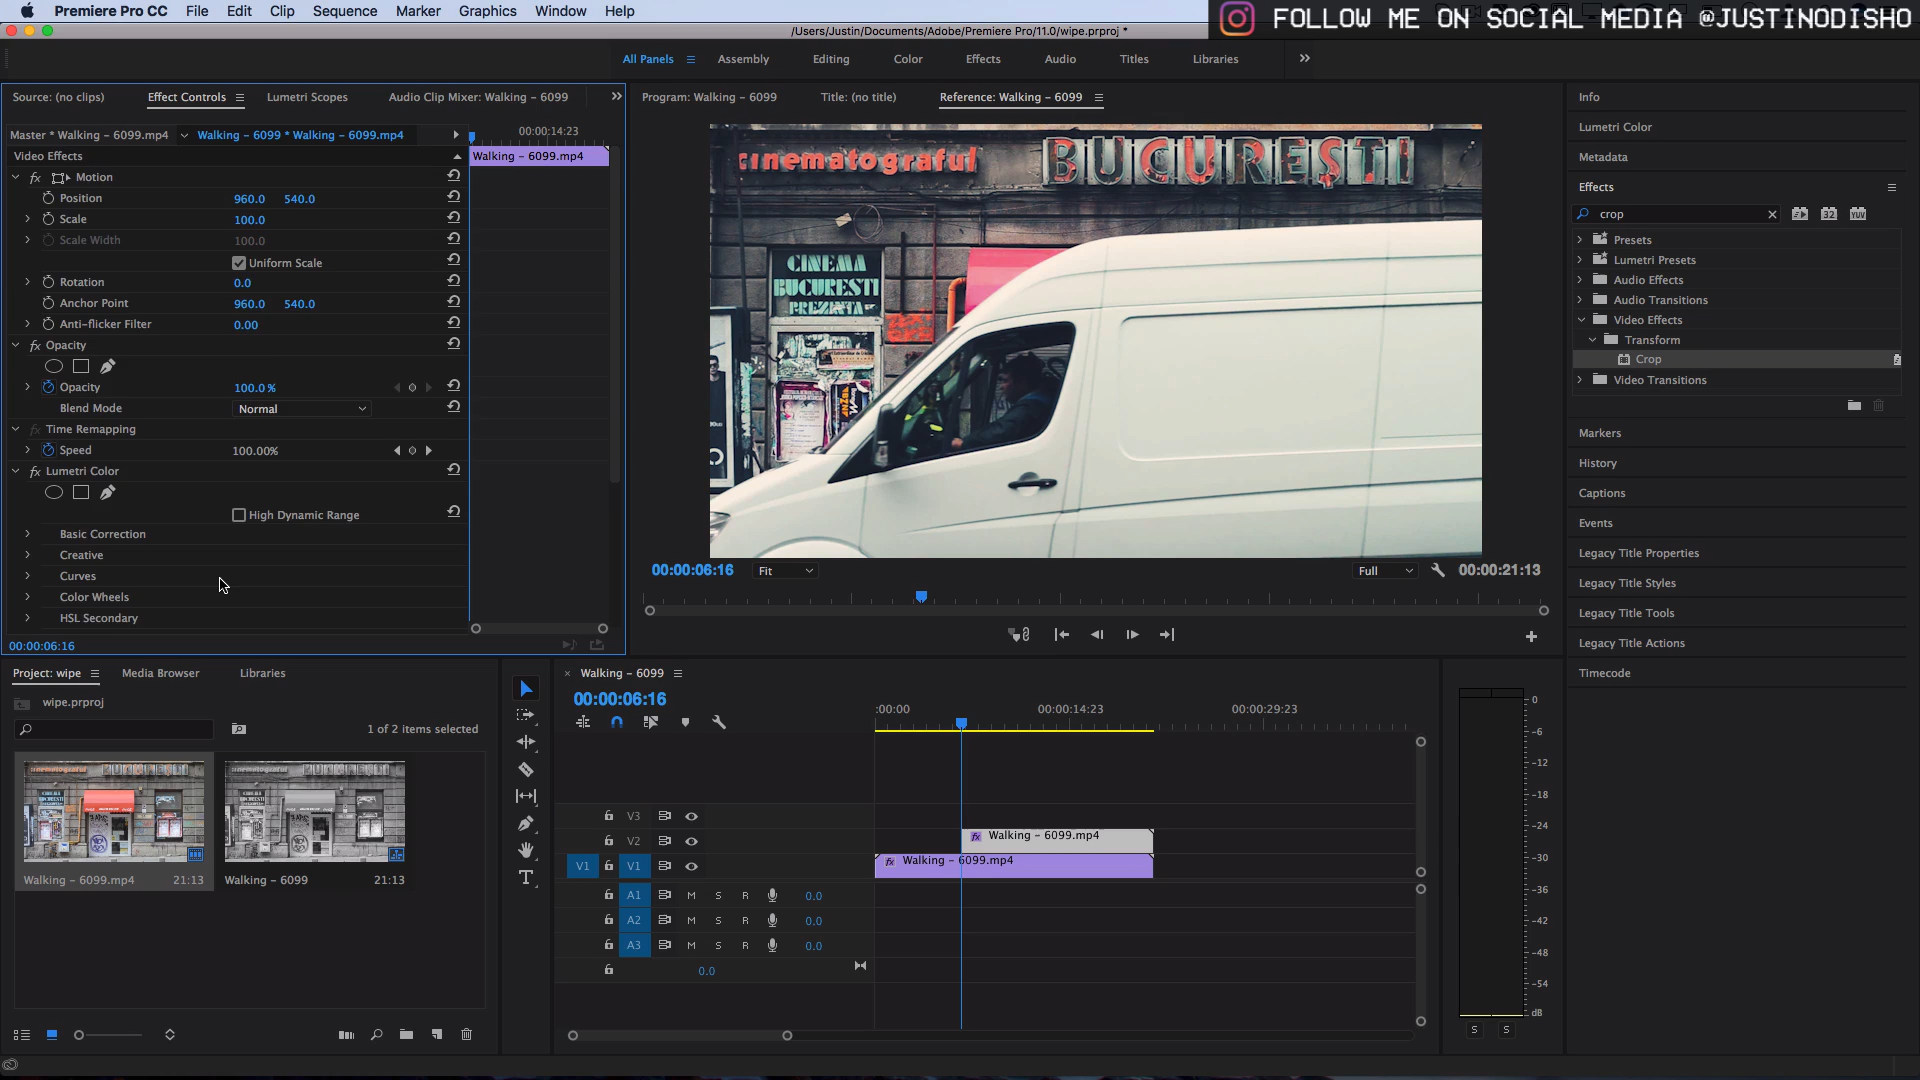 Premiere Pro CC File Edit Clip Sequence Marker Graphics Window Help
FOLLOW ME ON SOCIAL MEDIA @JUSTINODISHO
/Users/Justin/Documents/Adobe/Premiere Pro/11.0/wipe.prproj *
All Panels Assembly Editing Color Effects Audio Titles Libraries
Source: (no clips) Effect Controls Lumetri Scopes Audio Clip Mixer: Walking - 6099
Master * Walking - 6099.mp4 Walking - 6099 * Walking - 6099.mp4 00:00:14:23
Video Effects Walking - 6099.mp4
fx Motion
Position 960.0 540.0
Scale 100.0
Scale Width 100.0
Uniform Scale
Rotation 0.0
Anchor Point 960.0 540.0
Anti-flicker Filter 0.00
fx Opacity
Opacity 100.0 %
Blend Mode Normal
fx Time Remapping
Speed 100.00%
fx Lumetri Color
High Dynamic Range
Basic Correction
Creative
Curves
Color Wheels
HSL Secondary
00:00:06:16
Program: Walking - 6099 Title: (no title) Reference: Walking - 6099
cinematograful BUCUREȘTI
CINEMA
BUCURESTI
PREZINTA
00:00:06:16 Fit Full 00:00:21:13
Info
Lumetri Color
Metadata
Effects
crop 32 YUV
Presets
Lumetri Presets
Audio Effects
Audio Transitions
Video Effects
Transform
Crop
Video Transitions
Markers
History
Captions
Events
Legacy Title Properties
Legacy Title Styles
Legacy Title Tools
Legacy Title Actions
Timecode
Project: wipe Media Browser Libraries
wipe.prproj
1 of 2 items selected
CINEMA
BUCURESTI
Walking - 6099.mp4 21:13 Walking - 6099 21:13
Walking - 6099
00:00:06:16
:00:00 00:00:14:23 00:00:29:23
V3
V2 fx Walking - 6099.mp4
V1 V1 fx Walking - 6099.mp4
A1 M S R 0.0
A2 M S R 0.0
A3 M S R 0.0
0.0
0
-6
-12
-18
-24
-30
-36
-42
-48
-54
dB
S S